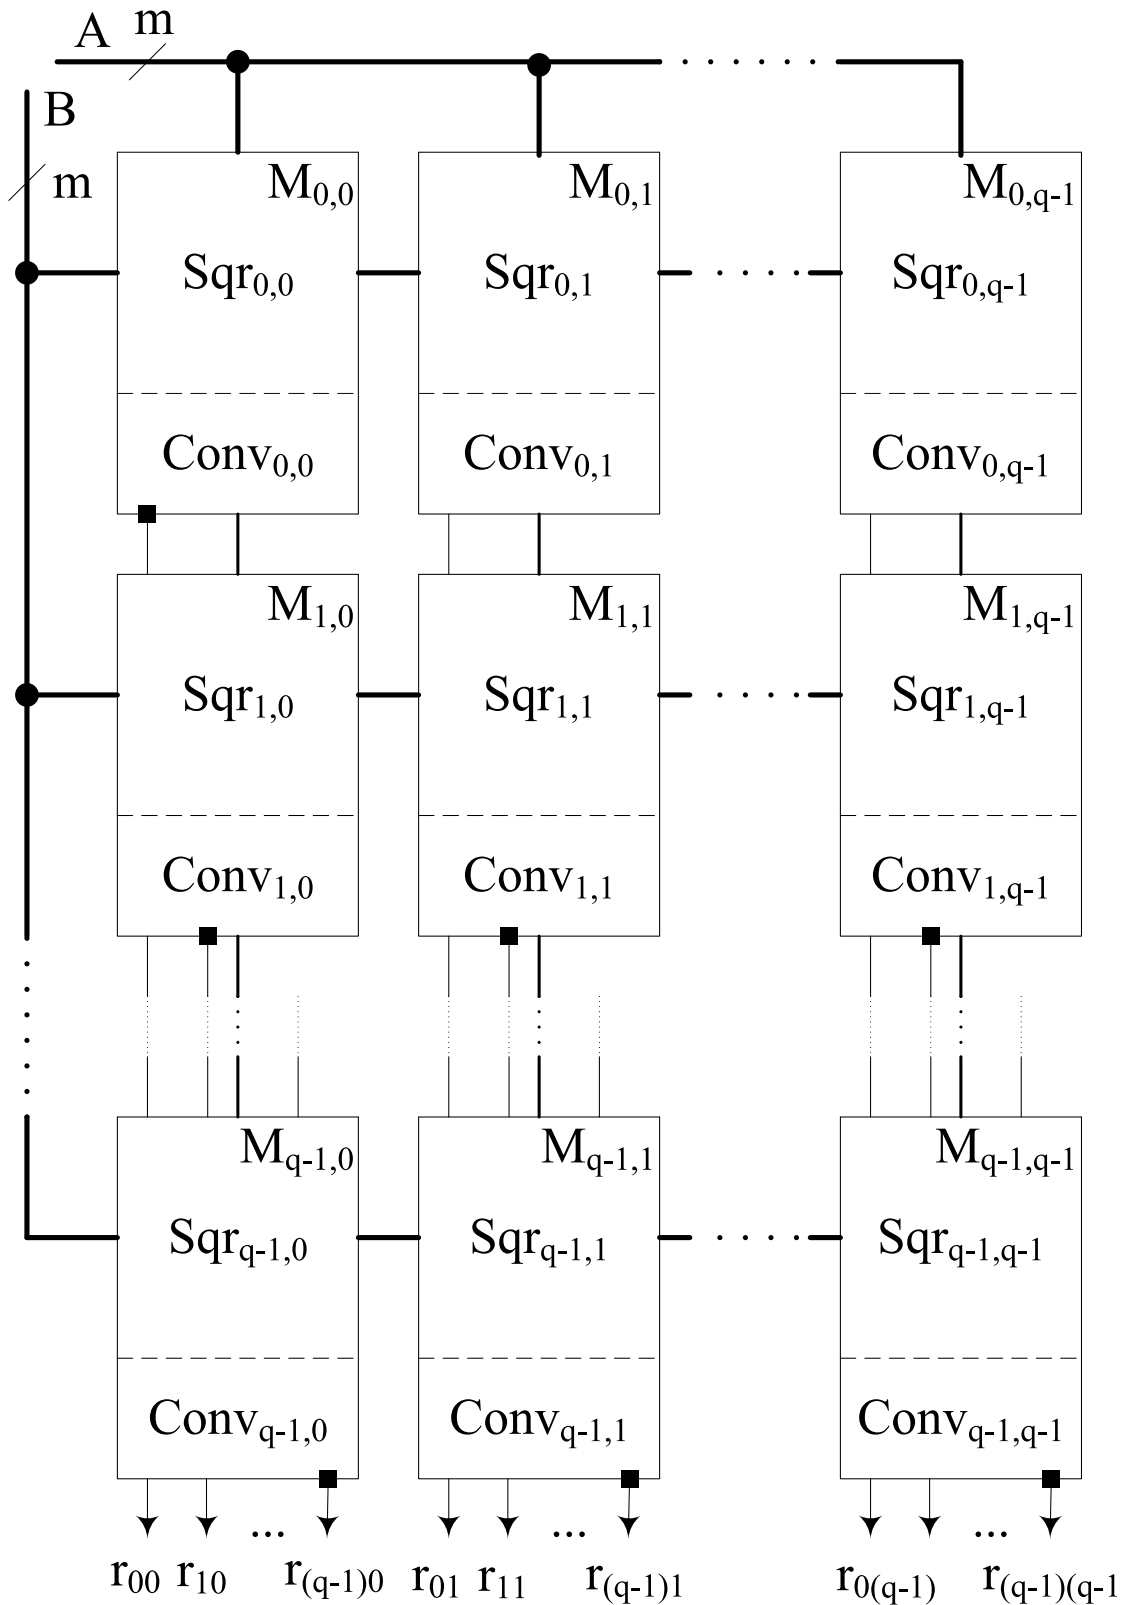 A m
B
m
M0,0 M0,1 M0,q-1
Sqr0,0 Sqr0,1 Sqr0,q-1
Conv0,0 Conv0,1 Conv0,q-1
M1,0 M1,1 M1,q-1
Sqr1,0 Sqr1,1 Sqr1,q-1
Conv1,0 Conv1,1 Conv1,q-1
Mq-1,0 Mq-1,1 Mq-1,q-1
Sqrq-1,0 Sqrq-1,1 Sqrq-1,q-1
Convq-1,0 Convq-1,1 Convq-1,q-1
... ... ...
r00 r10 r(q-1)0 r01 r11 r(q-1)1 r0(q-1) r(q-1)(q-1